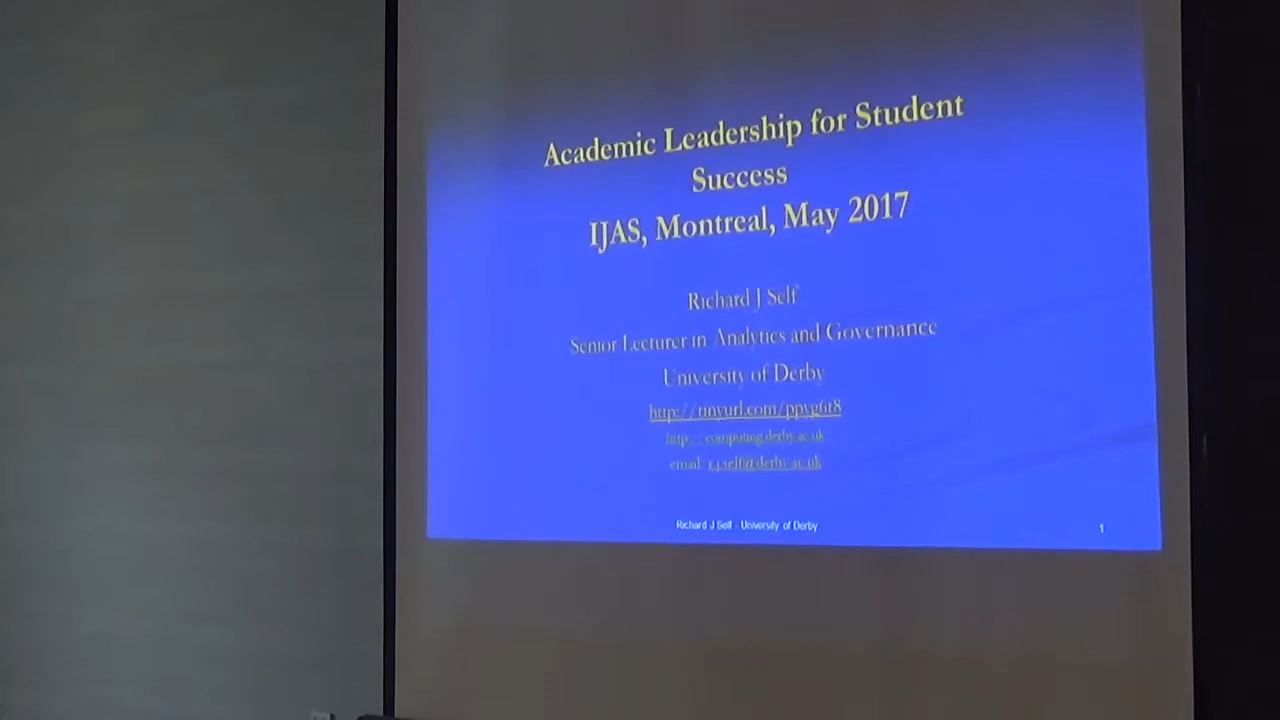 Academic Leadership for Student
Success
IJAS, Montreal, May 2017
Richard J Self
Senior Lecturer in Analytics and Governance
University of Derby
http://tinyurl.com/ppyg6t8
http://computing.derby.ac.uk
email r.j.self@derby.ac.uk
Richard J Self - University of Derby
1